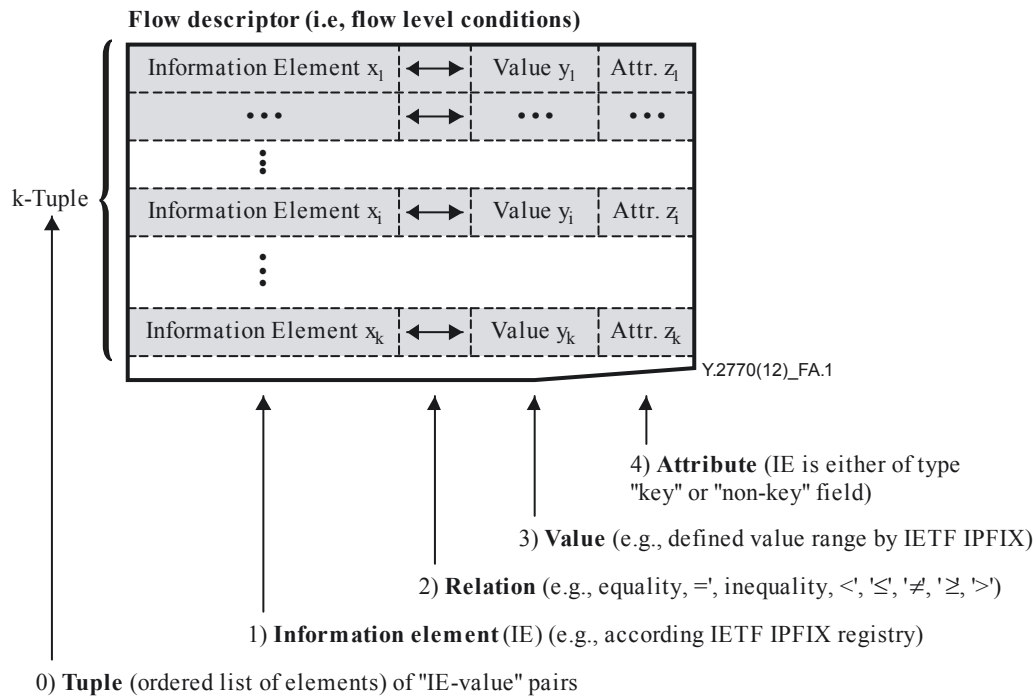 Flow descriptor (i.e, flow level conditions)
Information Element x1 Value y1 Attr. z1
••• ••• •••
k-Tuple
Information Element xi Value yi Attr. zi
Information Element xk Value yk Attr. zk
Y.2770(12)_FA.1
4) Attribute (IE is either of type
"key" or "non-key" field)
3) Value (e.g., defined value range by IETF IPFIX)
2) Relation (e.g., equality, =', inequality, <', '≤', '≠', '≥', '>')
1) Information element (IE) (e.g., according IETF IPFIX registry)
0) Tuple (ordered list of elements) of "IE-value" pairs